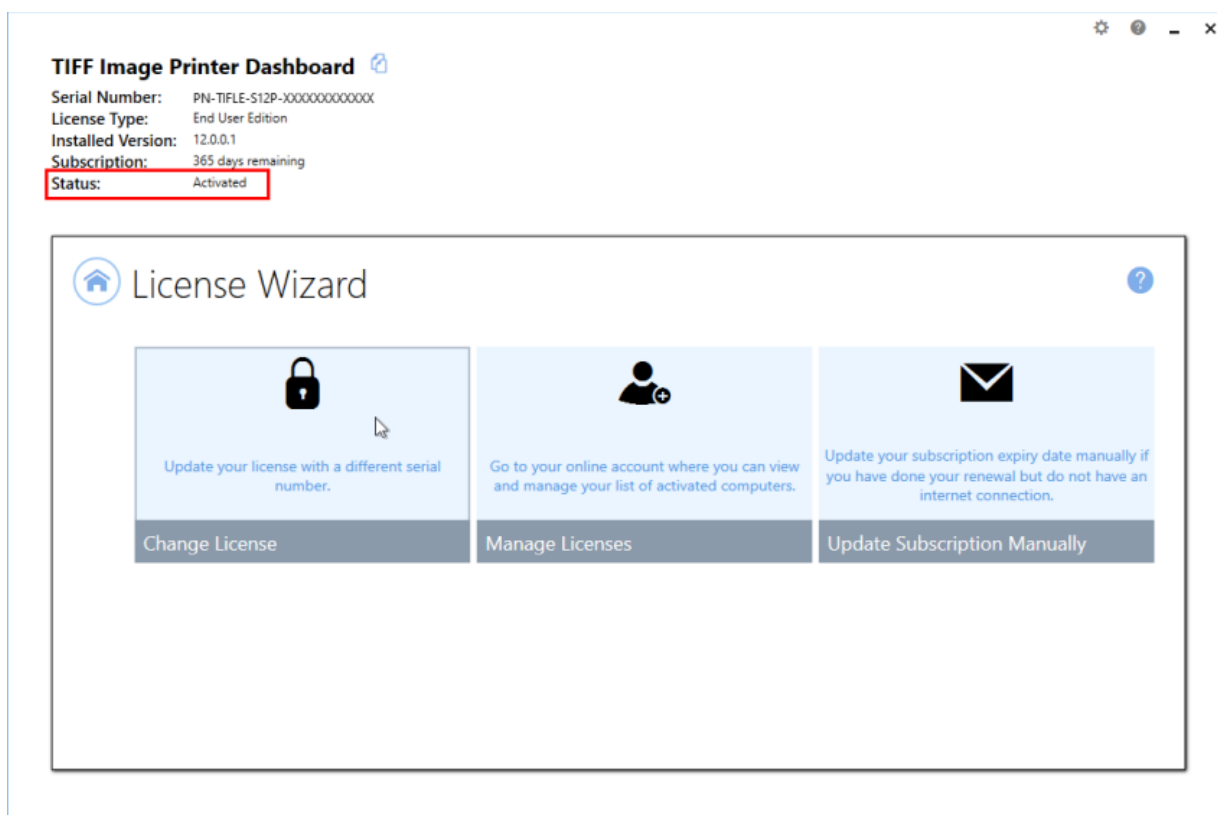 TIFF Image Printer Dashboard
Serial Number: PN-TIFLE-S12P-XXXXXXXXXXXX
License Type: End User Edition
Installed Version: 12.0.0.1
Subscription: 365 days remaining
Status: Activated
License Wizard
?
Update your license with a different serial
number.
Change License
Go to your online account where you can view
and manage your list of activated computers.
Manage Licenses
Update your subscription expiry date manually if
you have done your renewal but do not have an
internet connection.
Update Subscription Manually